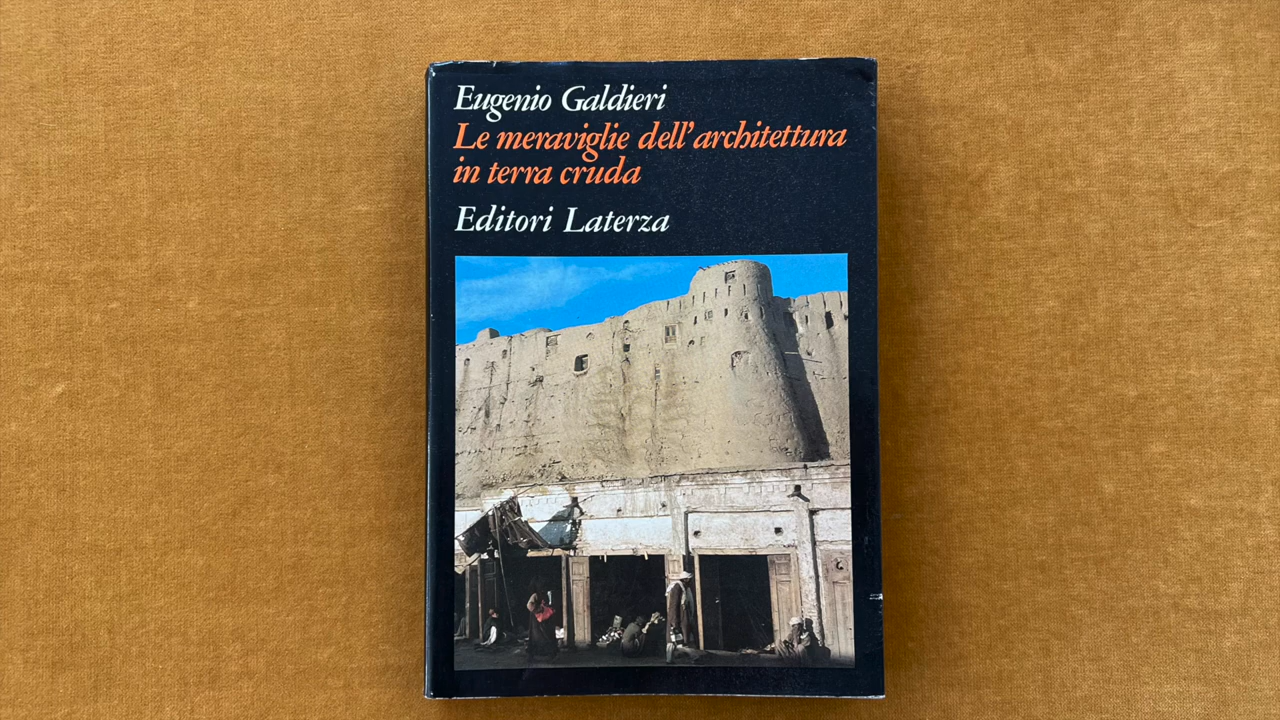 Eugenio Galdieri
Le meraviglie dell'architettura
in terra cruda
Editori Laterza